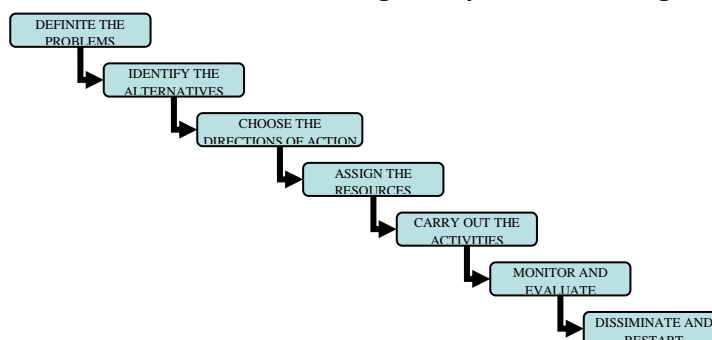 DEFINITE THE
PROBLEMS
IDENTIFY THE
ALTERNATIVES
CHOOSE THE
DIRECTIONS OF ACTION
ASSIGN THE
RESOURCES
CARRY OUT THE
ACTIVITIES
MONITOR AND
EVALUATE
DISSIMINATE AND
RESTART